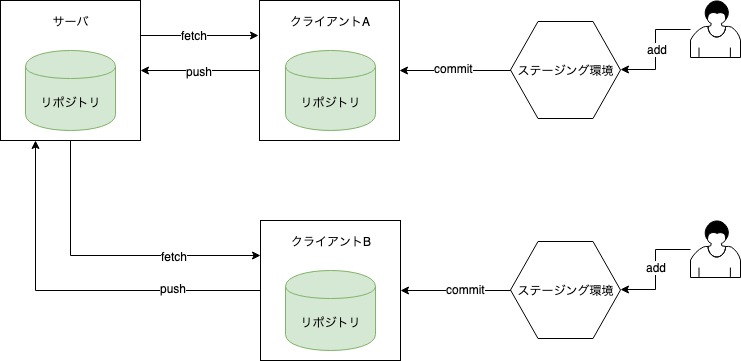 サーバ
fetch
クライアントA
push
commit
ステージング環境
add
リポジトリ
リポジトリ
クライアントB
fetch
push
commit
ステージング環境
add
リポジトリ